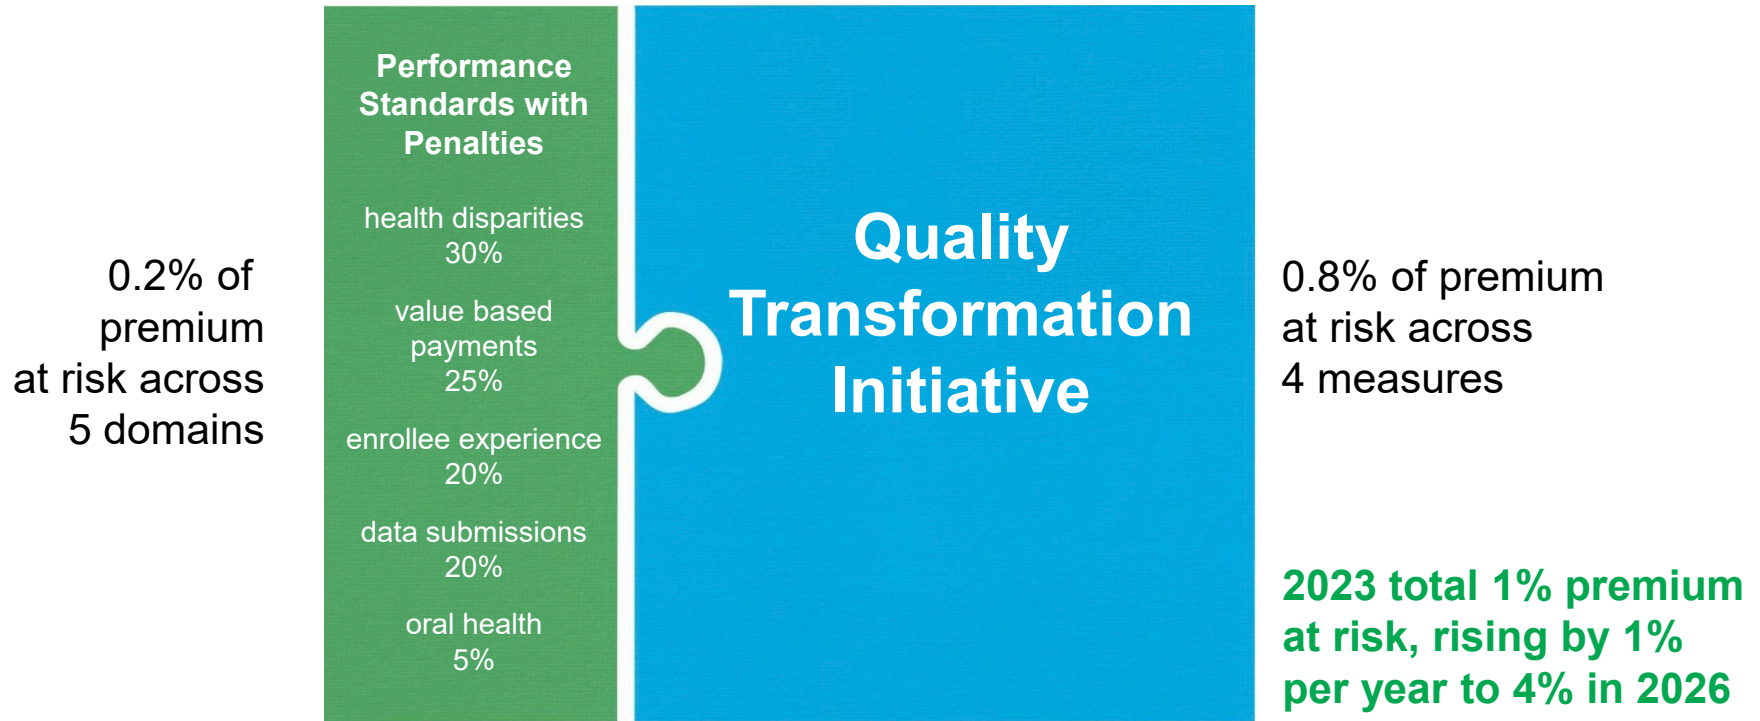 Performance
Standards with
Penalties
health disparities
30%
value based
payments
25%
enrollee experience
20%
data submissions
20%
oral health
5%
0.2% of
premium
at risk across
5 domains
Quality
Transformation
Initiative
0.8% of premium
at risk across
4 measures
2023 total 1% premium
at risk, rising by 1%
per year to 4% in 2026